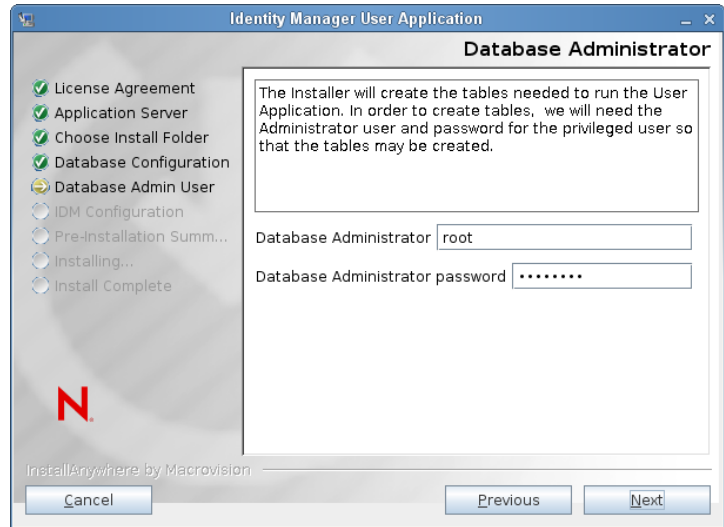 Identity Manager User Application
Database Administrator
License Agreement
Application Server
Choose Install Folder
Database Configuration
Database Admin User
IDM Configuration
Pre-Installation Summ...
Installing...
Install Complete
The Installer will create the tables needed to run the User
Application. In order to create tables, we will need the
Administrator user and password for the privileged user so
that the tables may be created.
Database Administrator root
Database Administrator password ••••••••
N.
InstallAnywhere by Macrovision
Cancel
Previous
Next